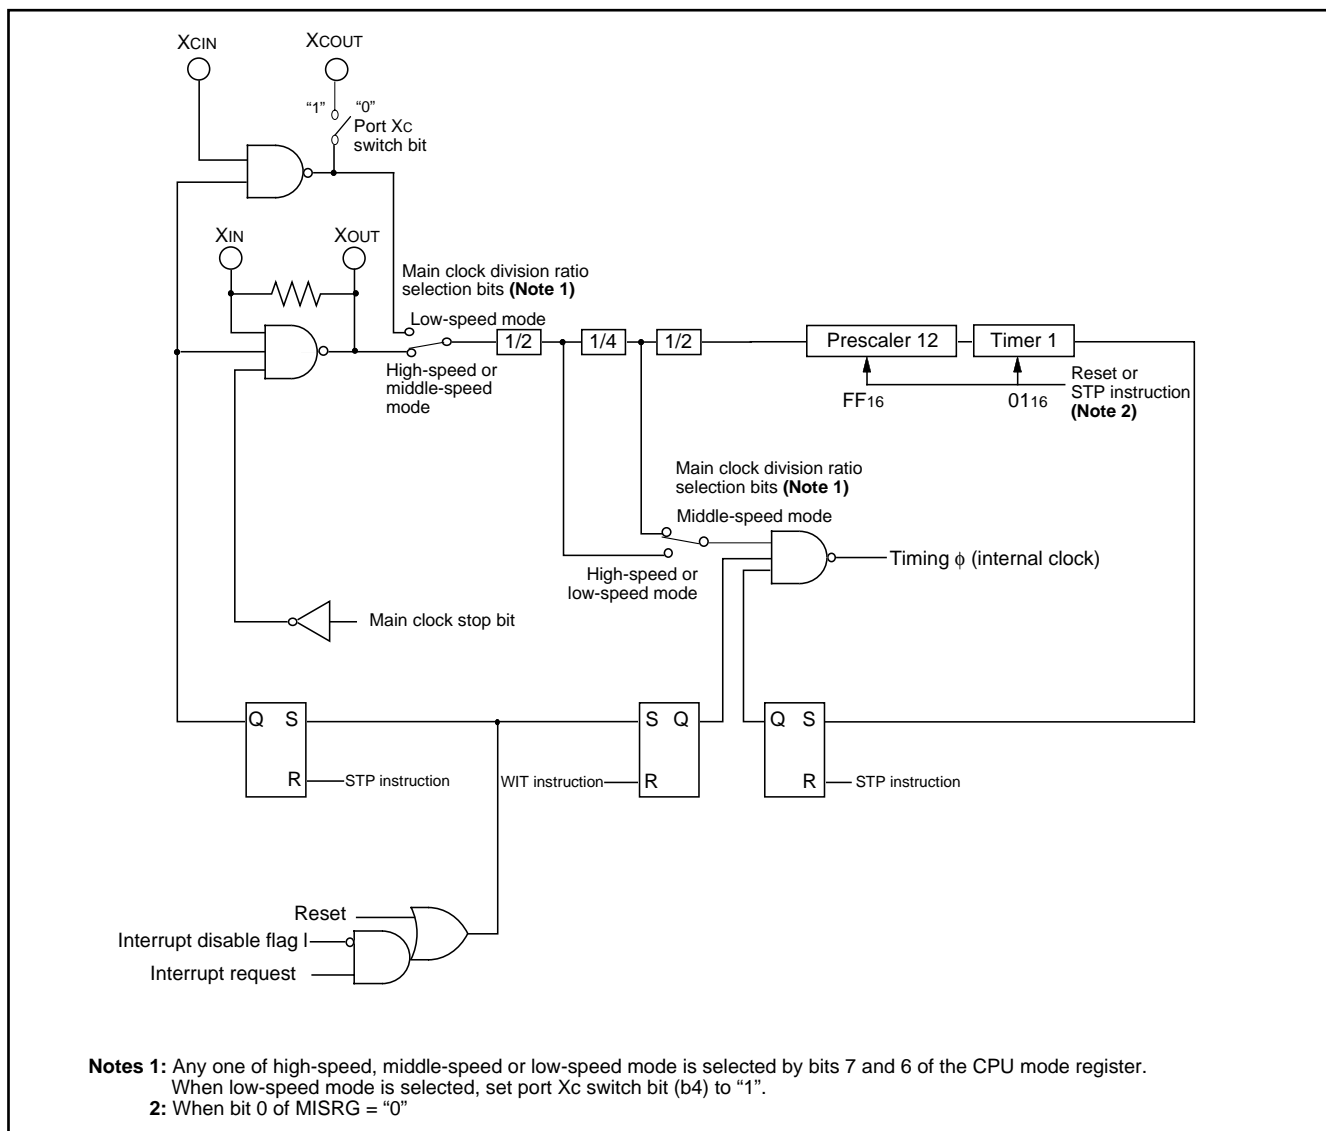 XCIN
XCOUT
“1” “0”
Port XC
switch bit
XIN
XOUT
Main clock division ratio
selection bits (Note 1)
Low-speed mode
1/2
1/4
1/2
Prescaler 12
Timer 1
High-speed or
middle-speed
mode
FF16
0116
Reset or
STP instruction
(Note 2)
Main clock division ratio
selection bits (Note 1)
Middle-speed mode
Timing ϕ (internal clock)
High-speed or
low-speed mode
Main clock stop bit
Q S
R
STP instruction
S Q
WIT instruction
R
Q S
R
STP instruction
Reset
Interrupt disable flag I
Interrupt request
Notes 1: Any one of high-speed, middle-speed or low-speed mode is selected by bits 7 and 6 of the CPU mode register.
When low-speed mode is selected, set port Xc switch bit (b4) to “1”.
2: When bit 0 of MISRG = “0”